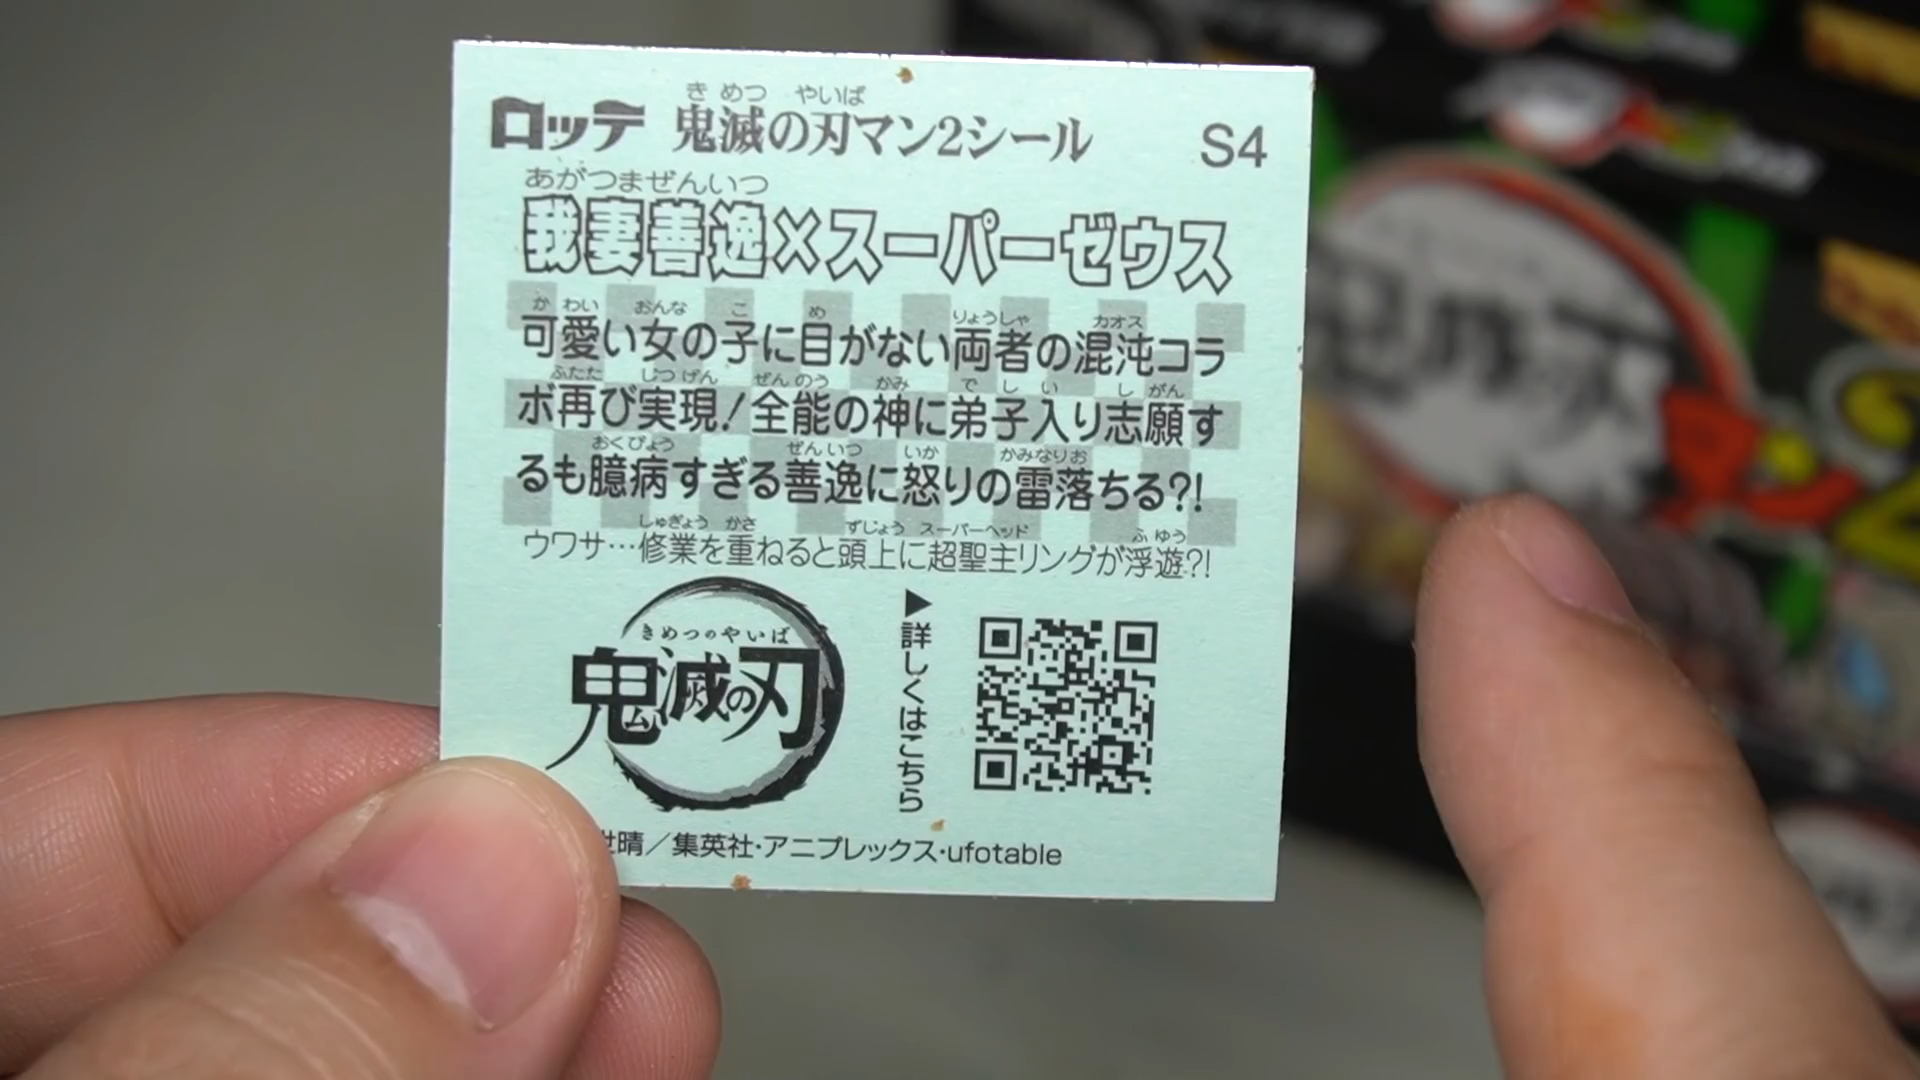 ロッテ 鬼滅の刃マン2シール S4
きめつ やいば
あがつまぜんいつ
我妻善逸×スーパーゼウス
かわい おんな こ め りょうしゃ カオス
可愛い女の子に目がない両者の混沌コラ
ふたた じつげん ぜんのう かみ でしい しがん
ボ再び実現!全能の神に弟子入り志願す
おくびょう ぜんいつ いか かみなりお
るも臆病すぎる善逸に怒りの雷落ちる?!
しゅぎょう かさ ずじょう スーパーヘッド ふゆう
ウワサ…修業を重ねると頭上に超聖主リングが浮遊?!
きめつのやいば
鬼滅の刃
▶詳しくはこちら
世晴／集英社・アニプレックス・ufotable